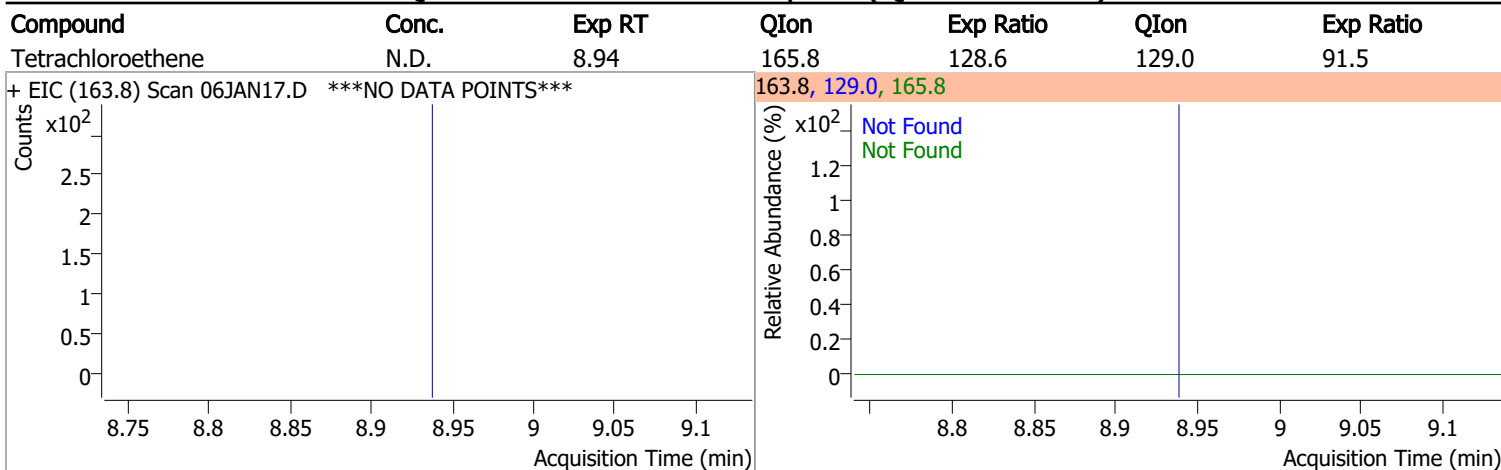 Compound Conc. Exp RT QIon Exp Ratio QIon Exp Ratio
Tetrachloroethene N.D. 8.94 165.8 128.6 129.0 91.5
+ EIC (163.8) Scan 06JAN17.D ***NO DATA POINTS***
Counts
x10²
2.5
2
1.5
1
0.5
0
8.75 8.8 8.85 8.9 8.95 9 9.05 9.1
Acquisition Time (min)
163.8, 129.0, 165.8
Relative Abundance (%)
x10²
Not Found
Not Found
1.2
1
0.8
0.6
0.4
0.2
0
8.8 8.85 8.9 8.95 9 9.05 9.1
Acquisition Time (min)